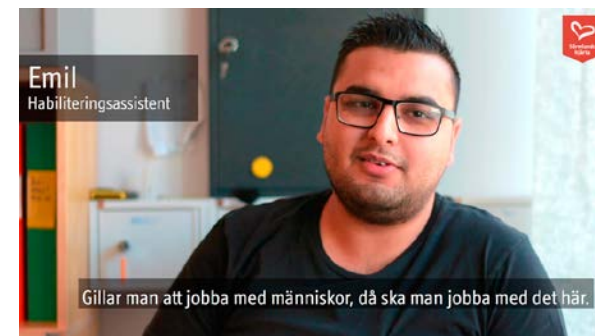 Emil
Habiliteringsassistent
Gillar man att jobba med människor, då ska man jobba med det här.